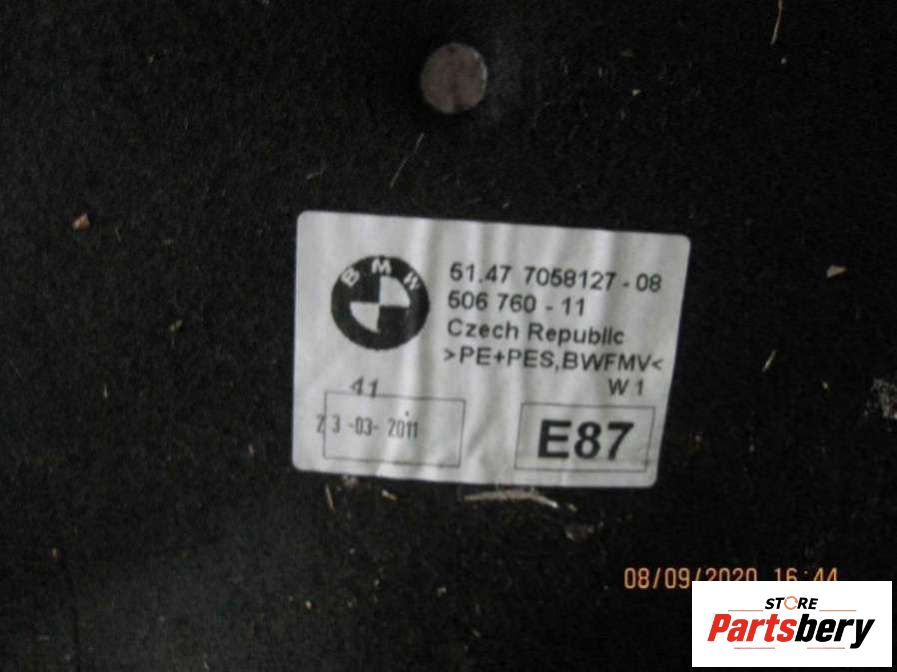 BMW
51.47 7058127 - 08
506 760 - 11
Czech Republic
>PE+PES,BWFMV<
W 1
41
23 -03- 2011
E87
08/09/2020 16:44
STORE
Partsbery